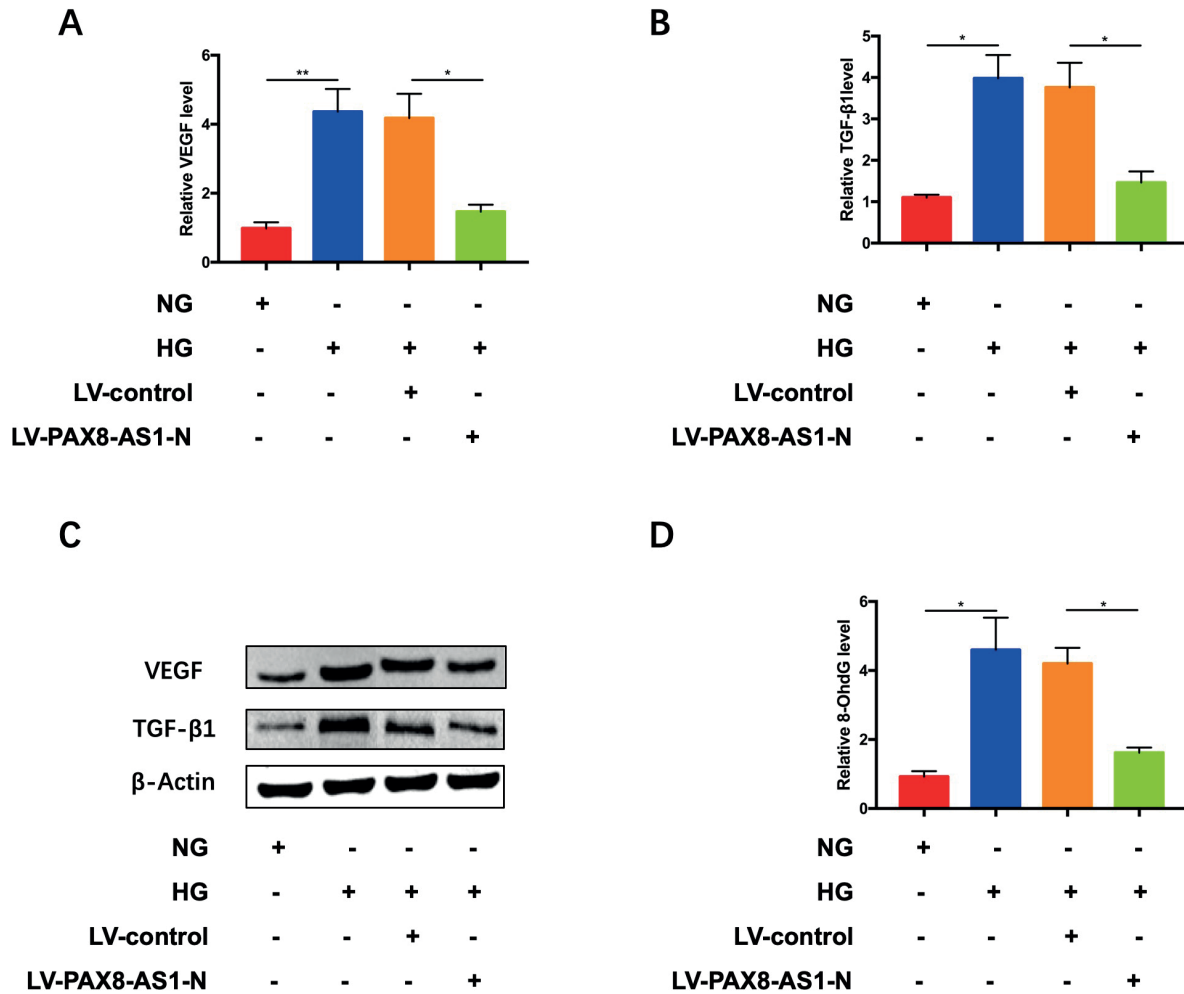 A
Relative VEGF level
6
4
2
0
**
*
NG + - - -
HG - + + +
LV-control - - + -
LV-PAX8-AS1-N - - - +
B
Relative TGF-β1level
5
4
3
2
1
0
*
*
NG + - - -
HG - + + +
LV-control - - + -
LV-PAX8-AS1-N - - - +
C
VEGF
TGF-β1
β-Actin
NG + - - -
HG - + + +
LV-control - - + -
LV-PAX8-AS1-N - - - +
D
Relative 8-OhdG level
6
4
2
0
*
*
NG + - - -
HG - + + +
LV-control - - + -
LV-PAX8-AS1-N - - - +